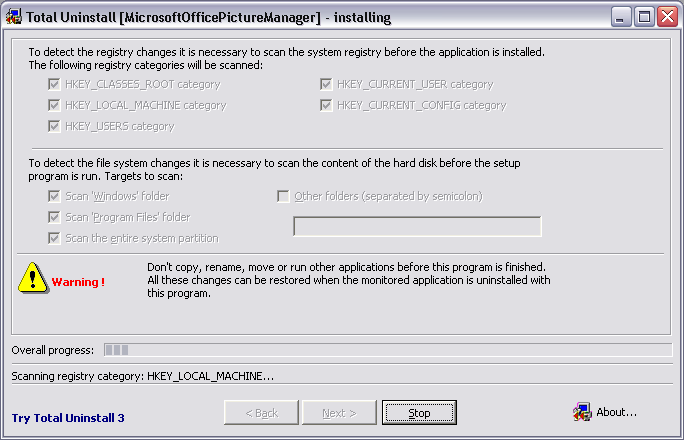 Total Uninstall [MicrosoftOfficePictureManager] - installing
To detect the registry changes it is necessary to scan the system registry before the application is installed.
The following registry categories will be scanned:
HKEY_CLASSES_ROOT category
HKEY_CURRENT_USER category
HKEY_LOCAL_MACHINE category
HKEY_CURRENT_CONFIG category
HKEY_USERS category
To detect the file system changes it is necessary to scan the content of the hard disk before the setup
program is run. Targets to scan:
Scan 'Windows' folder
Other folders (separated by semicolon)
Scan 'Program Files' folder
Scan the entire system partition
Warning !
Don't copy, rename, move or run other applications before this program is finished.
All these changes can be restored when the monitored application is uninstalled with
this program.
Overall progress:
Scanning registry category: HKEY_LOCAL_MACHINE...
Try Total Uninstall 3
< Back
Next >
Stop
About...